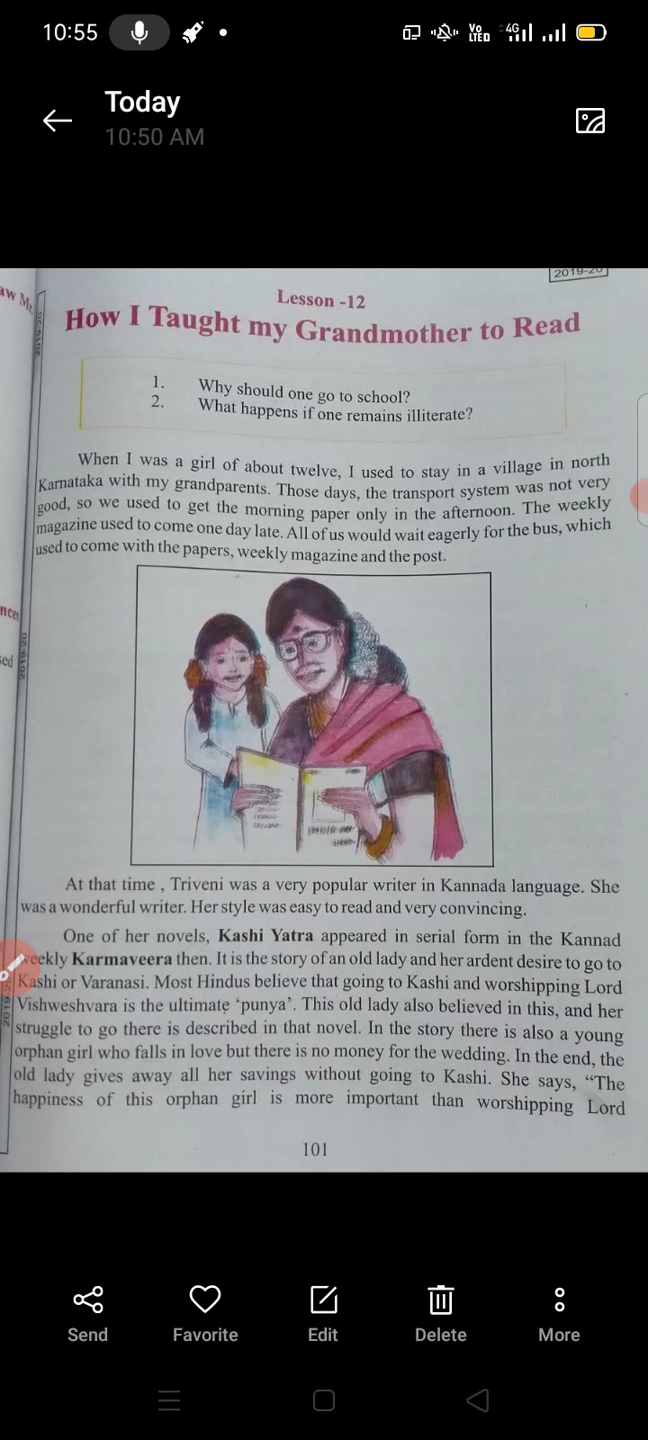 10:55
Vo
LTED
4G
Today
10:50 AM
2019-20
aw
2019-20
Lesson -12
How I Taught my Grandmother to Read
1. Why should one go to school?
2. What happens if one remains illiterate?
When I was a girl of about twelve, I used to stay in a village in north
Karnataka with my grandparents. Those days, the transport system was not very
good, so we used to get the morning paper only in the afternoon. The weekly
magazine used to come one day late. All of us would wait eagerly for the bus, which
used to come with the papers, weekly magazine and the post.
nces
sed
2019-20
At that time , Triveni was a very popular writer in Kannada language. She
was a wonderful writer. Her style was easy to read and very convincing.
One of her novels, Kashi Yatra appeared in serial form in the Kannad
eekly Karmaveera then. It is the story of an old lady and her ardent desire to go to
Kashi or Varanasi. Most Hindus believe that going to Kashi and worshipping Lord
Vishweshvara is the ultimate ‘punya’. This old lady also believed in this, and her
struggle to go there is described in that novel. In the story there is also a young
orphan girl who falls in love but there is no money for the wedding. In the end, the
old lady gives away all her savings without going to Kashi. She says, “The
happiness of this orphan girl is more important than worshipping Lord
2019
101
Send
Favorite
Edit
Delete
More